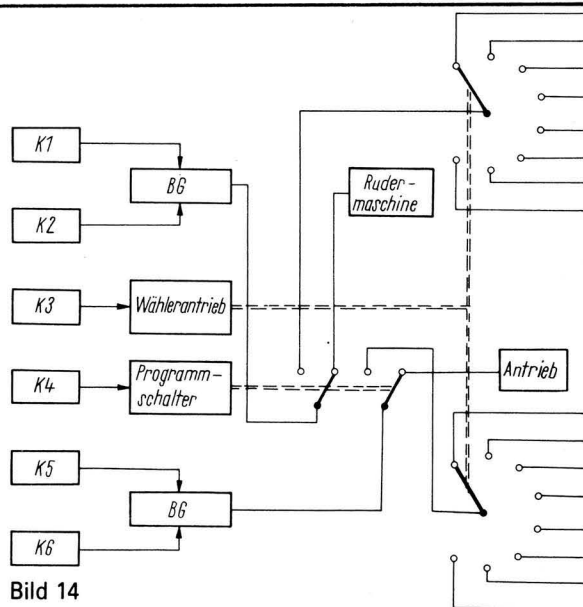 K1
BG
K2
Ruder-
maschine
K3
Wählerantrieb
K4
Programm-
schalter
Antrieb
K5
BG
K6
Bild 14